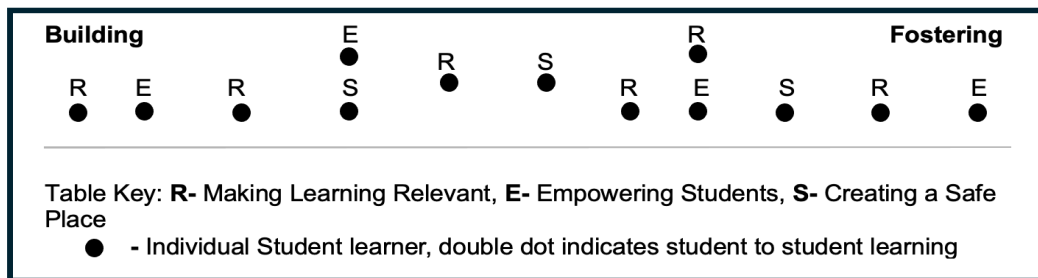 Building E R Fostering
R S
R E R S R E S R E
Table Key: R- Making Learning Relevant, E- Empowering Students, S- Creating a Safe
Place
- Individual Student learner, double dot indicates student to student learning